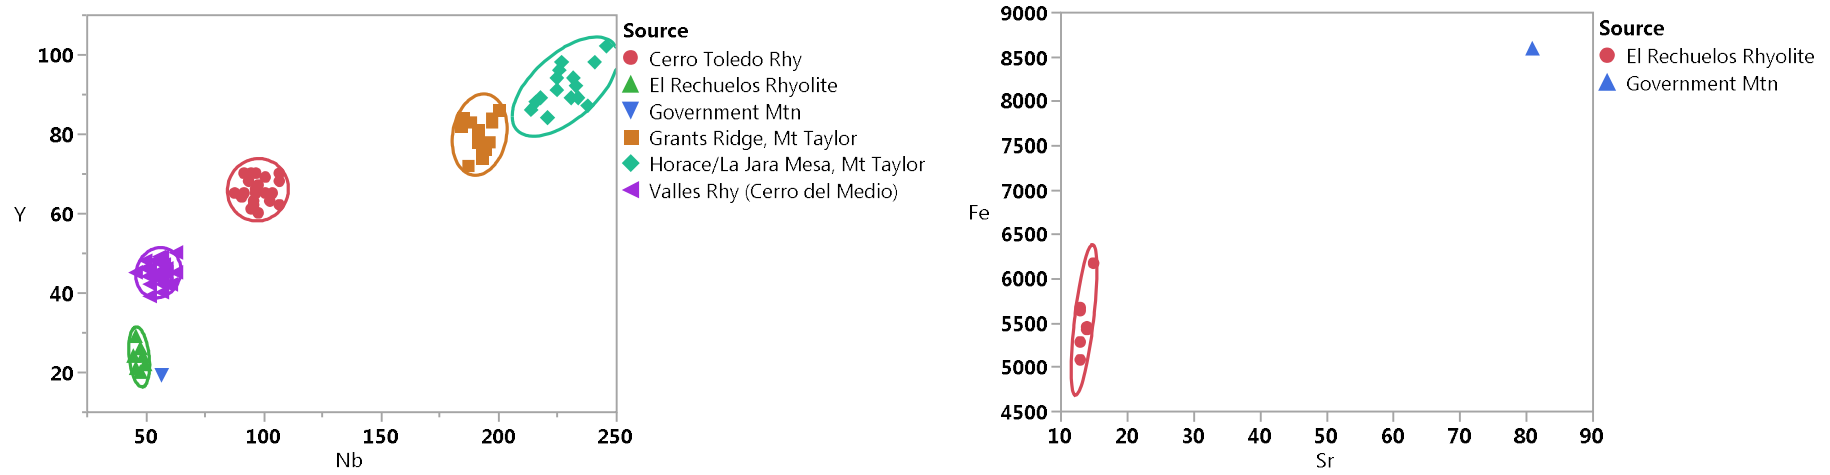 Source
Cerro Toledo Rhy
El Rechuelos Rhyolite
Government Mtn
Grants Ridge, Mt Taylor
Horace/La Jara Mesa, Mt Taylor
Valles Rhy (Cerro del Medio)
100
80
60
40
20
Y
50 100 150 200 250
Nb
Source
El Rechuelos Rhyolite
Government Mtn
9000
8500
8000
7500
7000
6500
6000
5500
5000
4500
Fe
10 20 30 40 50 60 70 80 90
Sr